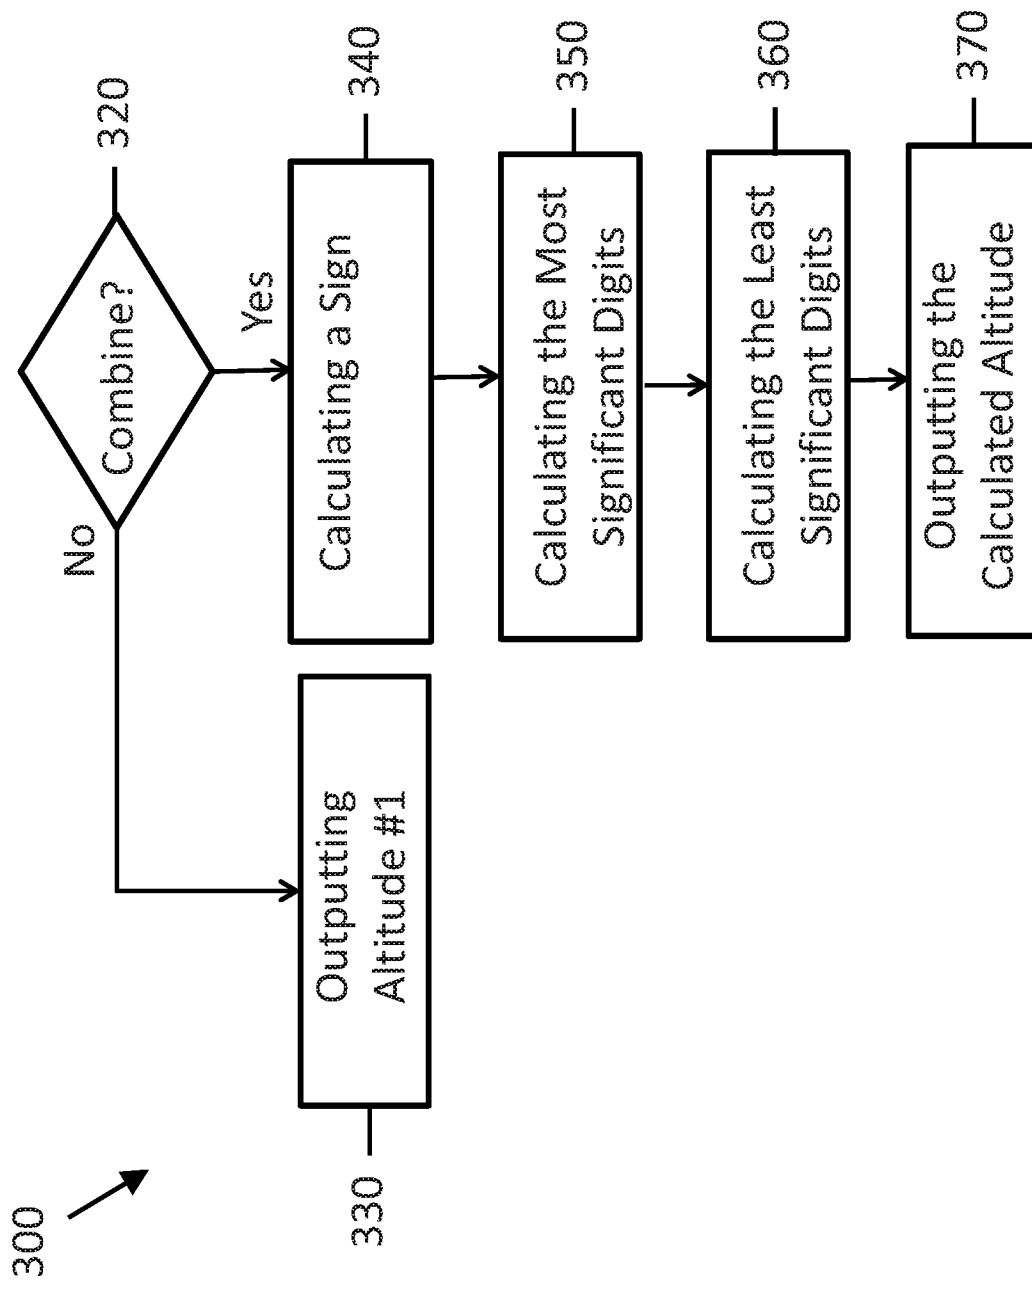 300
320
Combine?
No
Yes
330
Outputting
Altitude #1
Calculating a Sign
340
Calculating the Most
Significant Digits
350
Calculating the Least
Significant Digits
360
Outputting the
Calculated Altitude
370